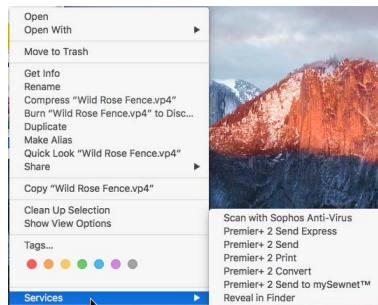 Open
Open With
Move to Trash
Get Info
Rename
Compress “Wild Rose Fence.vp4”
Burn “Wild Rose Fence.vp4” to Disc...
Duplicate
Make Alias
Quick Look “Wild Rose Fence.vp4”
Share
Copy “Wild Rose Fence.vp4”
Clean Up Selection
Show View Options
Tags...
Services
Scan with Sophos Anti-Virus
Premier+ 2 Send Express
Premier+ 2 Send
Premier+ 2 Print
Premier+ 2 Convert
Premier+ 2 Send to mySewnet™
Reveal in Finder